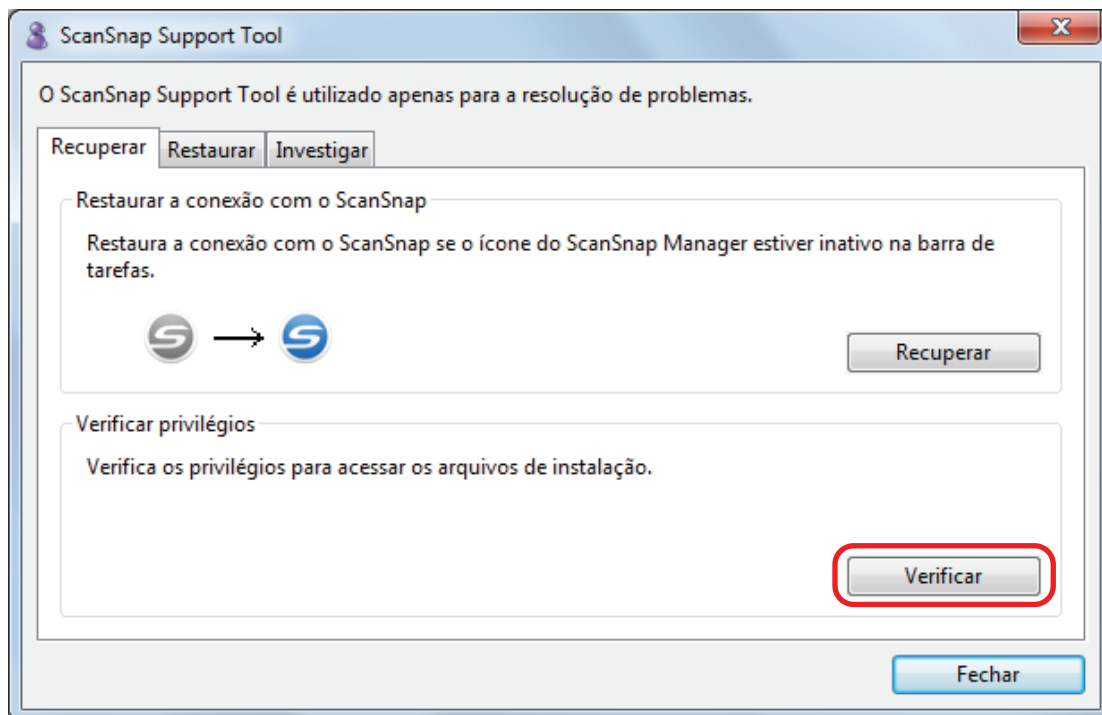 ScanSnap Support Tool
O ScanSnap Support Tool é utilizado apenas para a resolução de problemas.
Recuperar Restaurar Investigar
Restaurar a conexão com o ScanSnap
Restaura a conexão com o ScanSnap se o ícone do ScanSnap Manager estiver inativo na barra de
tarefas.
Recuperar
Verificar privilégios
Verifica os privilégios para acessar os arquivos de instalação.
Verificar
Fechar